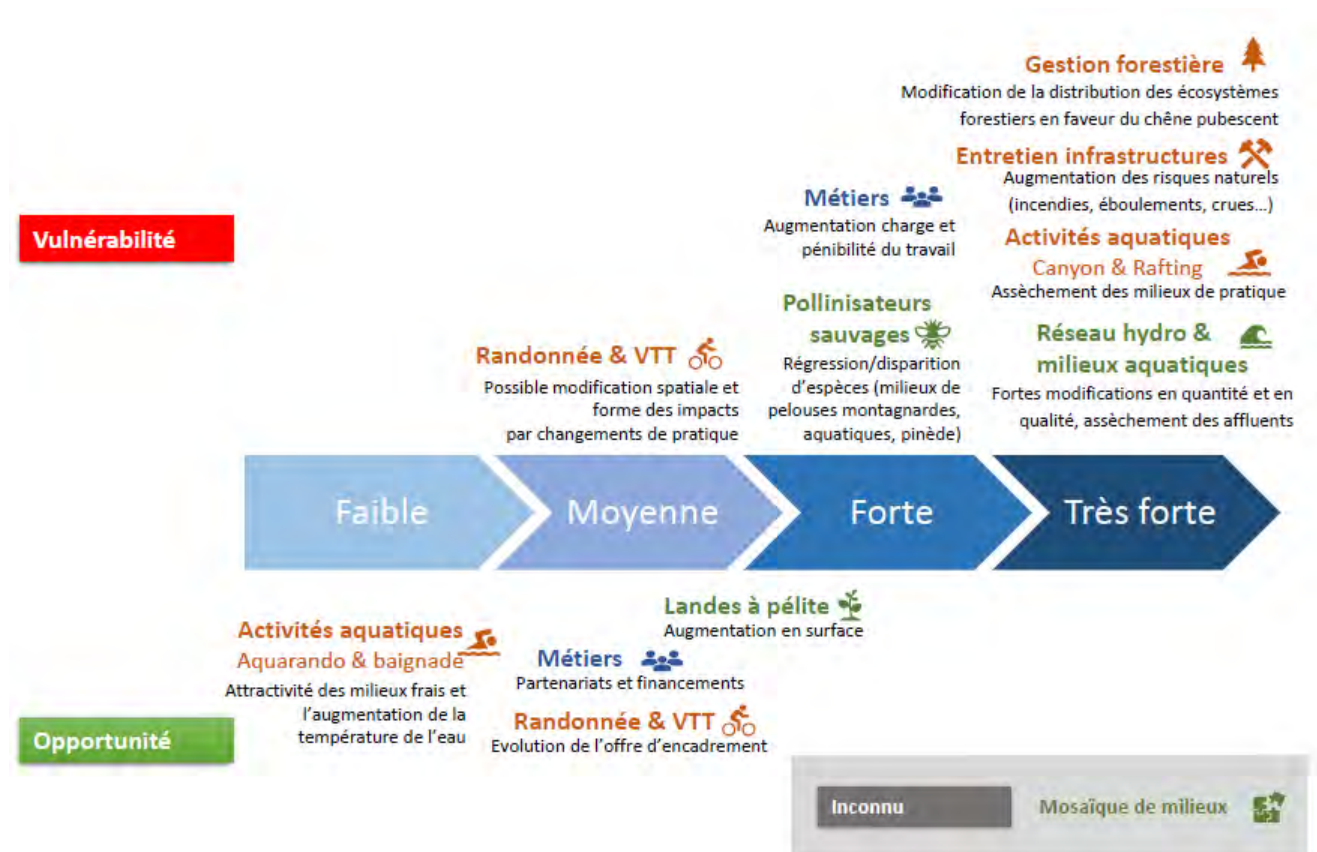 Gestion forestière
Modification de la distribution des écosystèmes
forestiers en faveur du chêne pubescent
Entretien infrastructures
Augmentation des risques naturels
(incendies, éboulements, crues...)
Métiers
Augmentation charge et
pénibilité du travail
Vulnérabilité
Activités aquatiques
Canyon & Rafting
Assèchement des milieux de pratique
Pollinisateurs
sauvages
Régression/disparition
d'espèces (milieux de
pelouses montagnardes,
aquatiques, pinède)
Réseau hydro &
milieux aquatiques
Fortes modifications en quantité et en
qualité, assèchement des affluents
Randonnée & VTT
Possible modification spatiale et
forme des impacts
par changements de pratique
Faible
Moyenne
Forte
Très forte
Activités aquatiques
Aquarando & baignade
Attractivité des milieux frais et
l'augmentation de la
température de l'eau
Landes à pélite
Augmentation en surface
Métiers
Partenariats et financements
Randonnée & VTT
Evolution de l'offre d'encadrement
Opportunité
Inconnu
Mosaïque de milieux